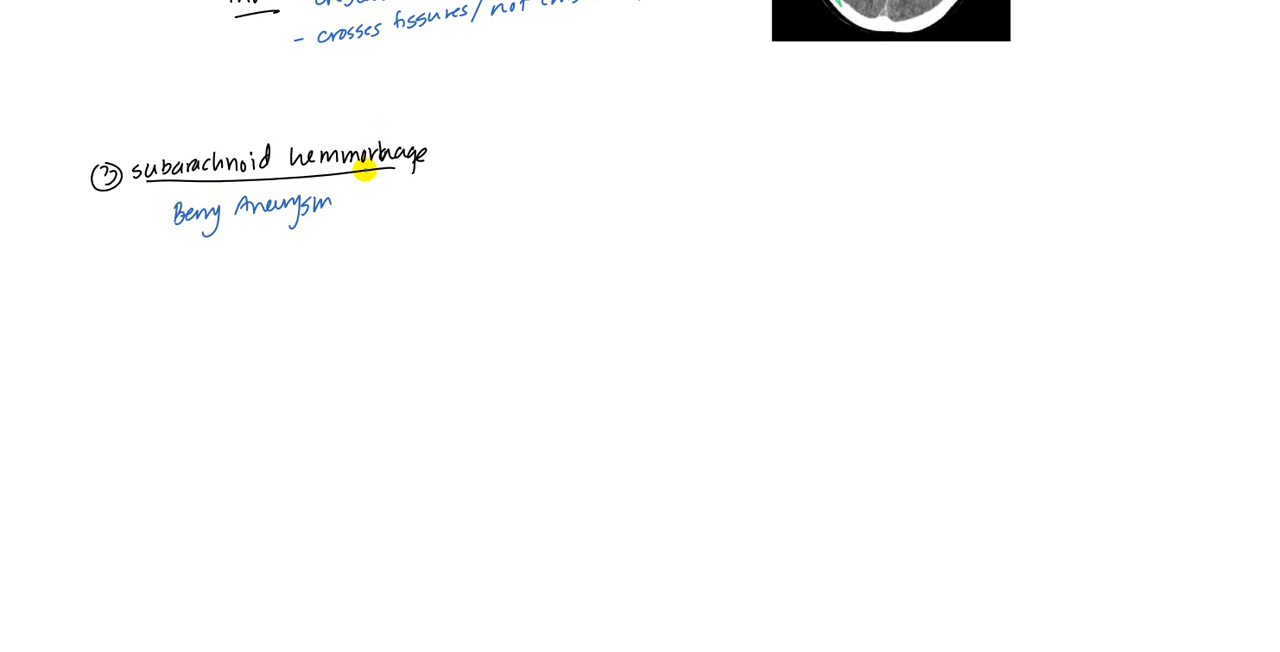 - crosses fissures / not
③ subarachnoid hemmorhage
Berry Aneurysm